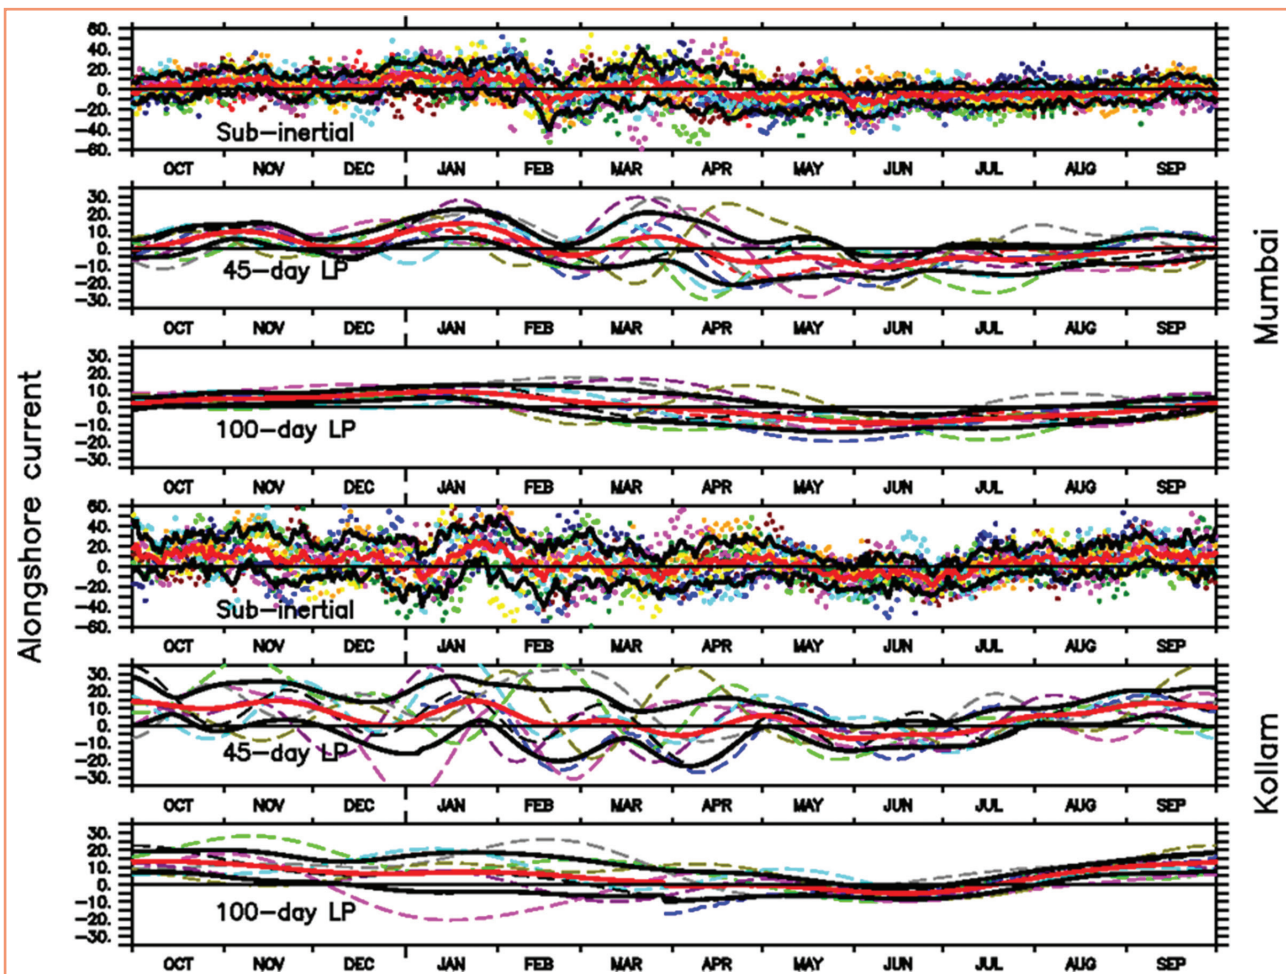 Alongshore current
Mumbai
Kollam
60.
40.
20.
0.
-20.
-40.
-60.
Sub-inertial
OCT NOV DEC JAN FEB MAR APR MAY JUN JUL AUG SEP
30.
20.
10.
0.
-10.
-20.
-30.
45-day LP
OCT NOV DEC JAN FEB MAR APR MAY JUN JUL AUG SEP
30.
20.
10.
0.
-10.
-20.
-30.
100-day LP
OCT NOV DEC JAN FEB MAR APR MAY JUN JUL AUG SEP
60.
40.
20.
0.
-20.
-40.
-60.
Sub-inertial
OCT NOV DEC JAN FEB MAR APR MAY JUN JUL AUG SEP
30.
20.
10.
0.
-10.
-20.
-30.
45-day LP
OCT NOV DEC JAN FEB MAR APR MAY JUN JUL AUG SEP
30.
20.
10.
0.
-10.
-20.
-30.
100-day LP
OCT NOV DEC JAN FEB MAR APR MAY JUN JUL AUG SEP